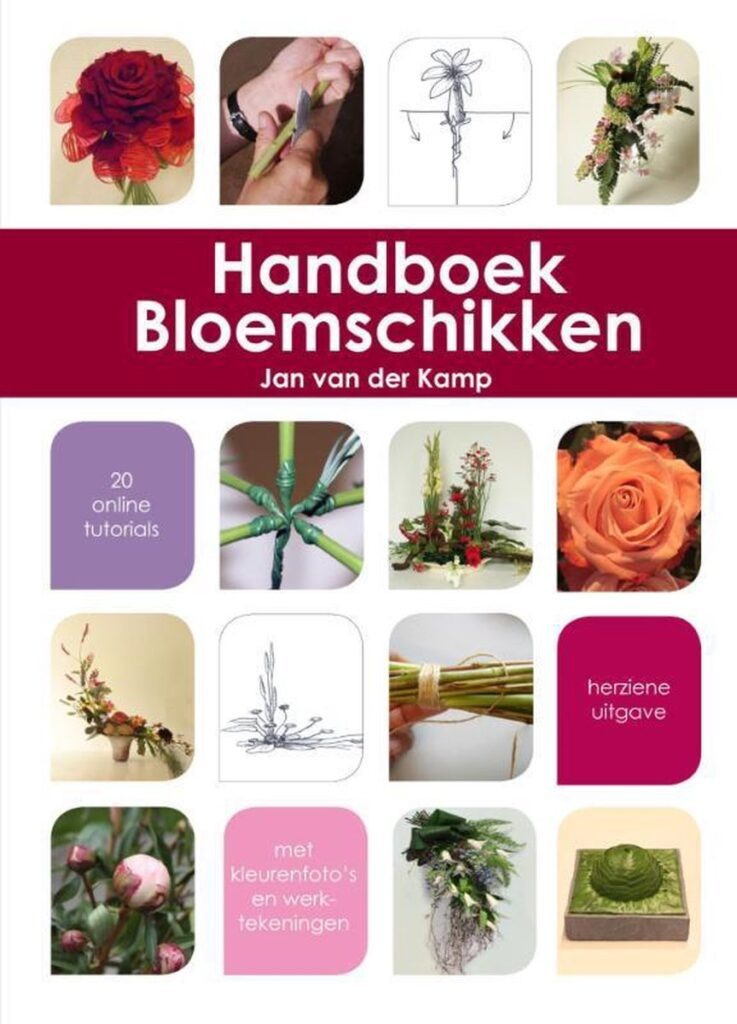 Handboek
Bloemschikken
Jan van der Kamp
20
online
tutorials
herziene
uitgave
met
kleurenfoto's
en werk-
tekeningen